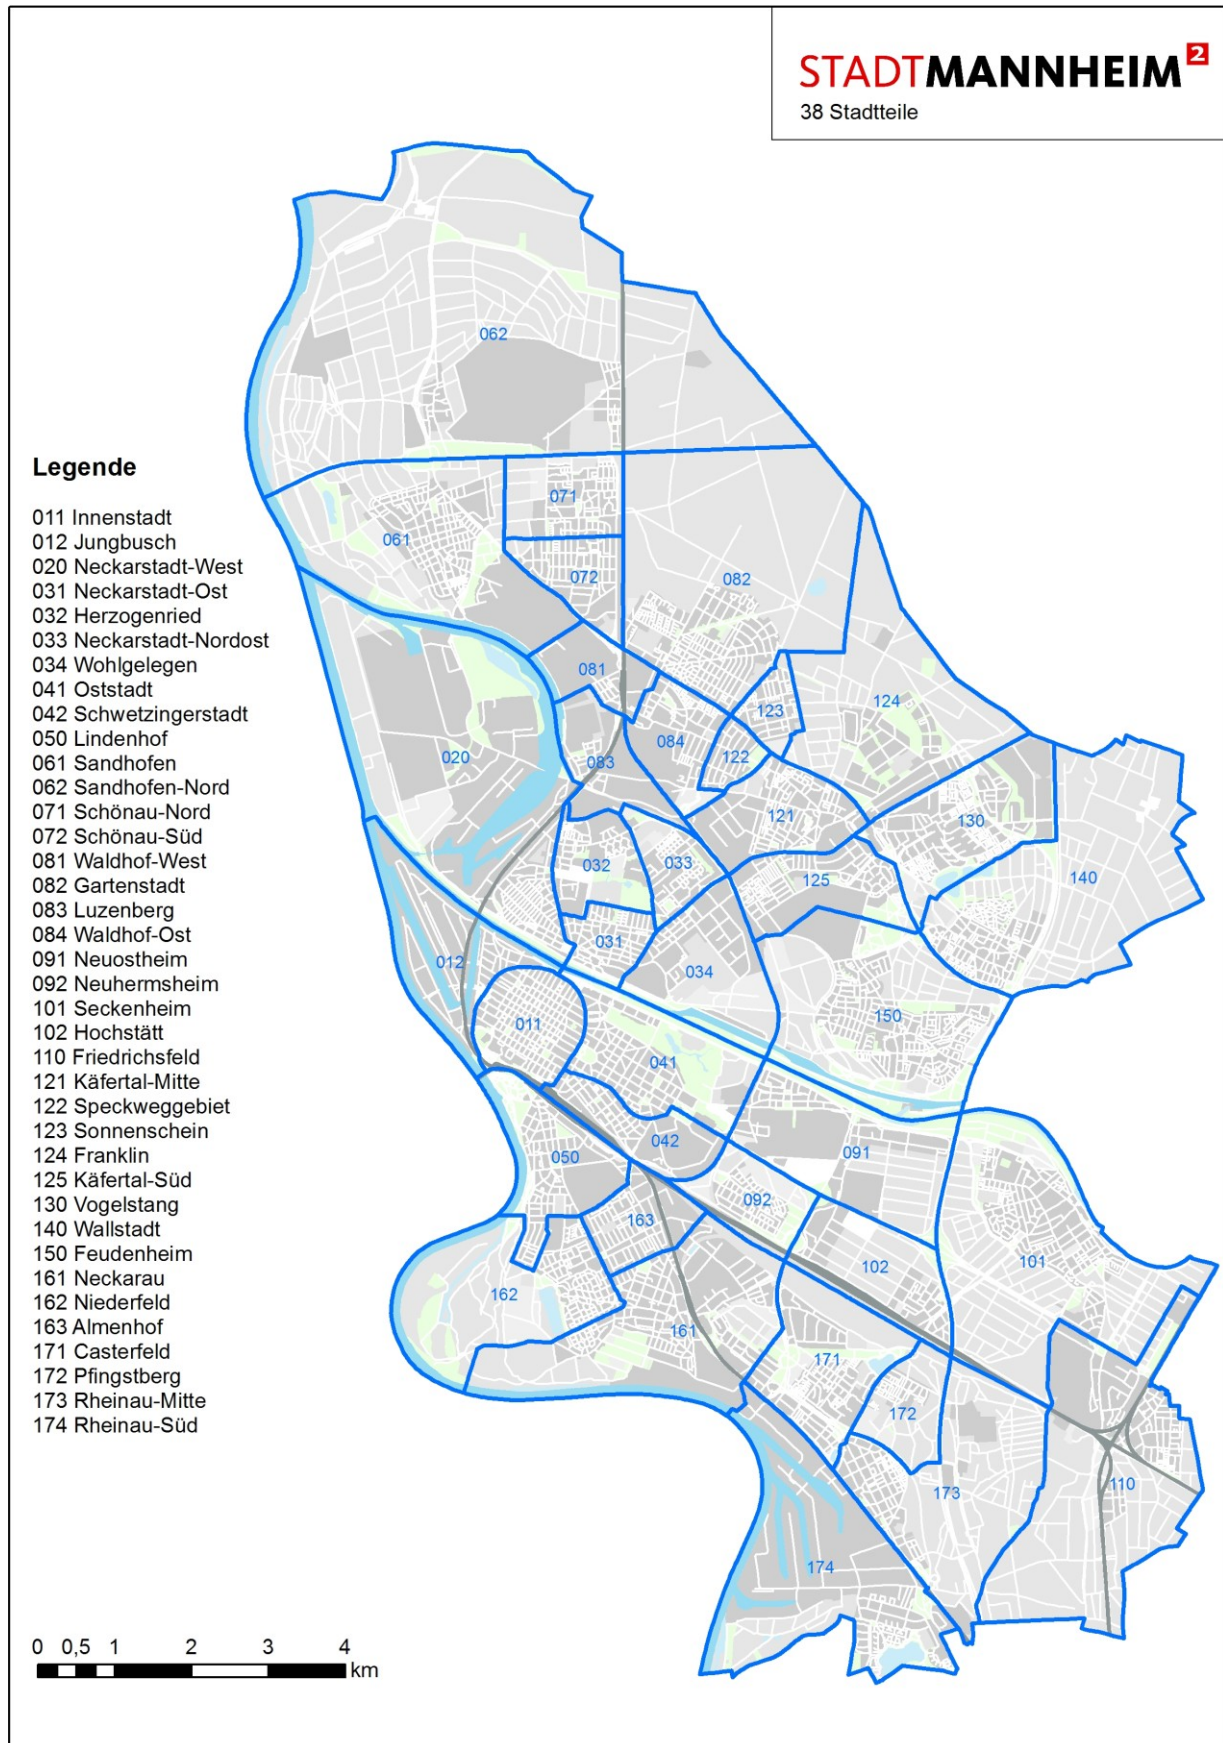 STADTMANNHEIM²
38 Stadtteile
Legende
011 Innenstadt
012 Jungbusch
020 Neckarstadt-West
031 Neckarstadt-Ost
032 Herzogenried
033 Neckarstadt-Nordost
034 Wohlgelegen
041 Oststadt
042 Schwetzingerstadt
050 Lindenhof
061 Sandhofen
062 Sandhofen-Nord
071 Schönau-Nord
072 Schönau-Süd
081 Waldhof-West
082 Gartenstadt
083 Luzenberg
084 Waldhof-Ost
091 Neuostheim
092 Neuhermsheim
101 Seckenheim
102 Hochstätt
110 Friedrichsfeld
121 Käfertal-Mitte
122 Speckweggebiet
123 Sonnenschein
124 Franklin
125 Käfertal-Süd
130 Vogelstang
140 Wallstadt
150 Feudenheim
161 Neckarau
162 Niederfeld
163 Almenhof
171 Casterfeld
172 Pfingstberg
173 Rheinau-Mitte
174 Rheinau-Süd
062
071
061
072
082
081
124
123
084
122
020
083
121
130
032
033
125
140
031
012
034
150
011
041
042
091
050
092
163
101
102
162
161
171
172
173
110
174
0 0,5 1 2 3 4
km